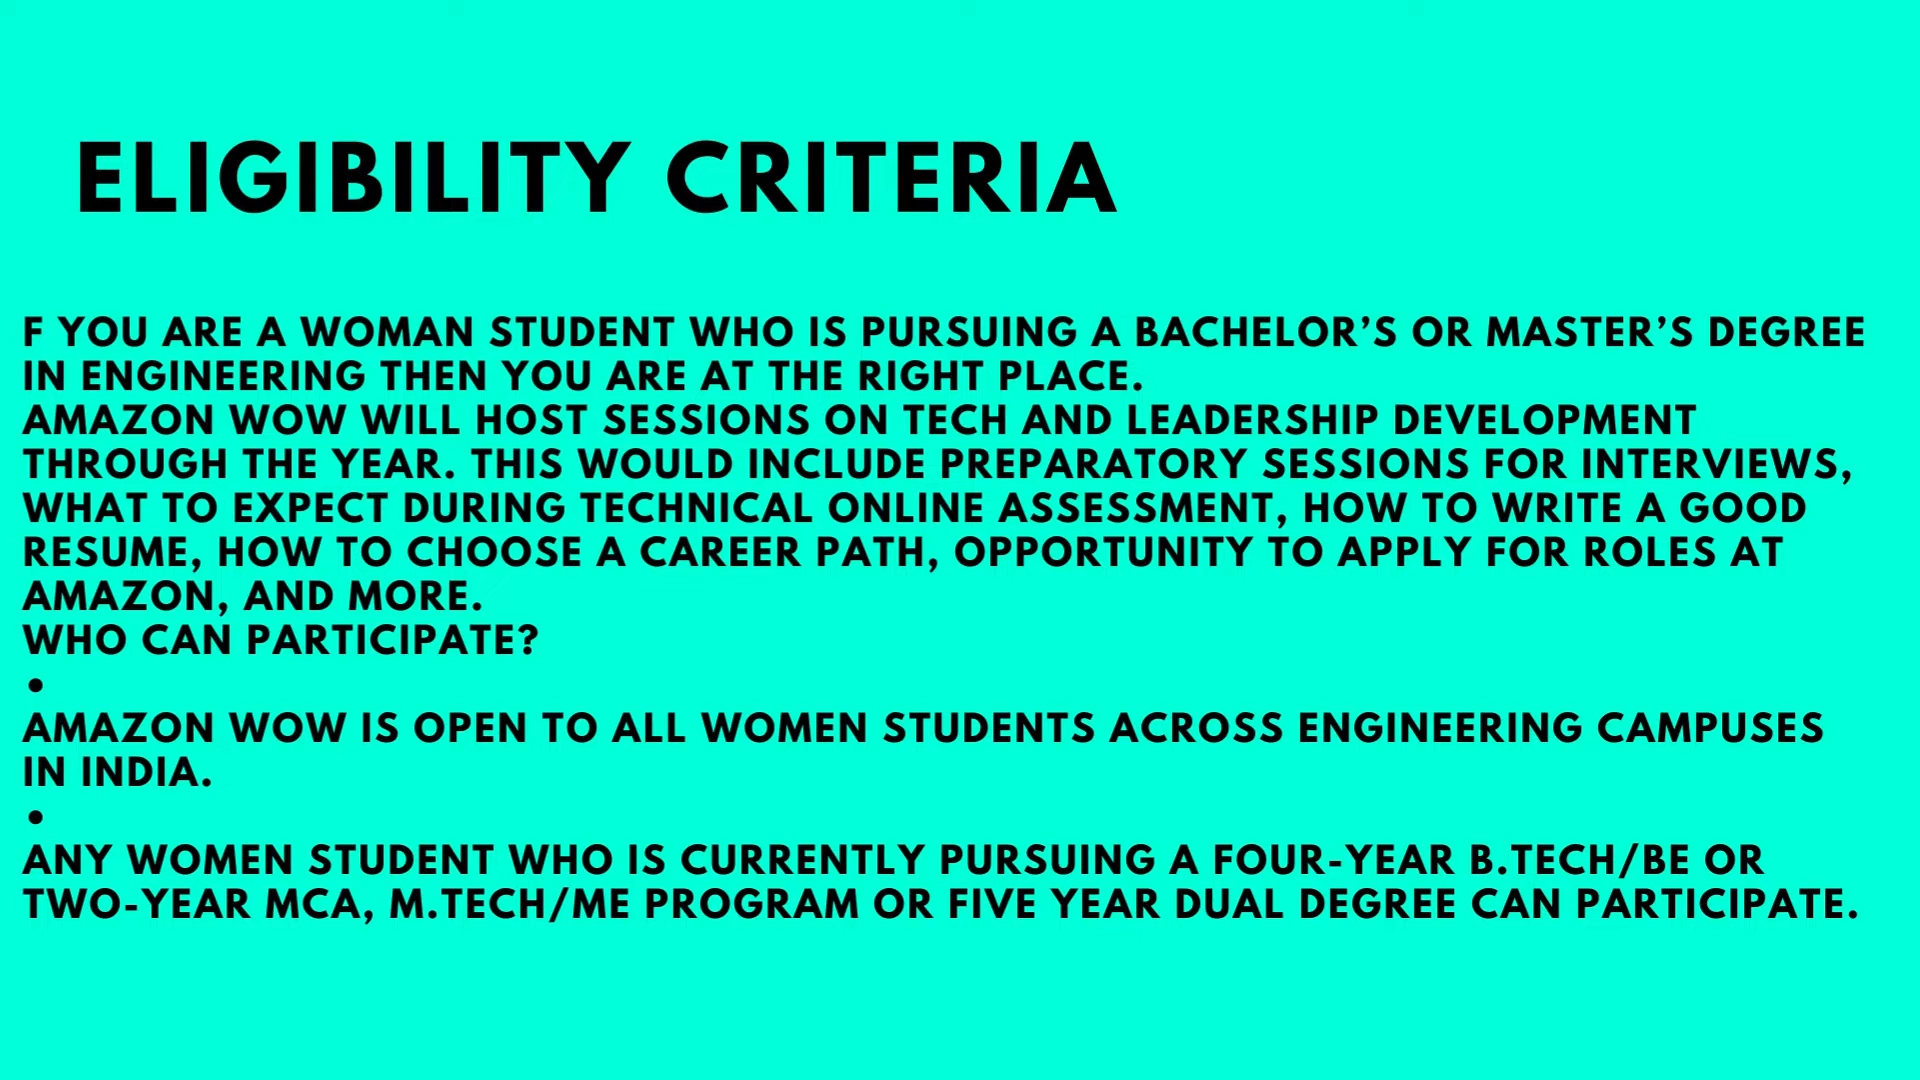 ELIGIBILITY CRITERIA
F YOU ARE A WOMAN STUDENT WHO IS PURSUING A BACHELOR’S OR MASTER’S DEGREE
IN ENGINEERING THEN YOU ARE AT THE RIGHT PLACE.
AMAZON WOW WILL HOST SESSIONS ON TECH AND LEADERSHIP DEVELOPMENT
THROUGH THE YEAR. THIS WOULD INCLUDE PREPARATORY SESSIONS FOR INTERVIEWS,
WHAT TO EXPECT DURING TECHNICAL ONLINE ASSESSMENT, HOW TO WRITE A GOOD
RESUME, HOW TO CHOOSE A CAREER PATH, OPPORTUNITY TO APPLY FOR ROLES AT
AMAZON, AND MORE.
WHO CAN PARTICIPATE?
•
AMAZON WOW IS OPEN TO ALL WOMEN STUDENTS ACROSS ENGINEERING CAMPUSES
IN INDIA.
•
ANY WOMEN STUDENT WHO IS CURRENTLY PURSUING A FOUR-YEAR B.TECH/BE OR
TWO-YEAR MCA, M.TECH/ME PROGRAM OR FIVE YEAR DUAL DEGREE CAN PARTICIPATE.